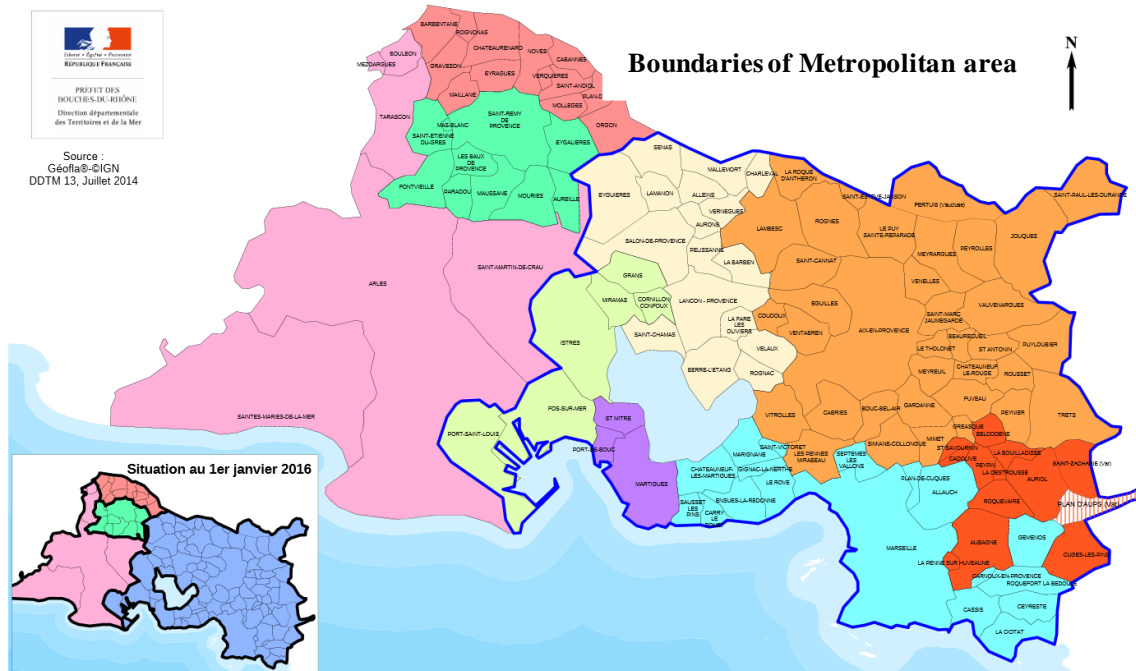 Liberté • Égalité • Fraternité
RÉPUBLIQUE FRANÇAISE
PRÉFET DES
BOUCHES-DU-RHÔNE
Direction départementale
des Territoires et de la Mer
Source :
Géofla®-©IGN
DDTM 13, Juillet 2014
Boundaries of Metropolitan area
N
BARBENTANE
ROGNONAS
CHATEAURENARD
NOVES
CABANNES
BOULBON
MEZOARGUES
GRAVESON
EYRAGUES
VERQUIERES
SAINT-ANDIOL
PLAN-D
MAILLANE
MOLLEGES
ORGON
TARASCON
MAS-BLANC
SAINT-REMY
DE
PROVENCE
SAINT-ETIENNE
DU-GRES
EYGALIERES
LES BAUX
DE
PROVENCE
FONTVIEILLE
PARADOU
MAUSSANE
MOURIES
AUREILLE
SENAS
MALLEMORT
CHARLEVAL
LA ROQUE
D'ANTHERON
EYGUIERES
LAMANON
ALLEINS
VERNEGUES
AURONS
SAINT-ESTEVE-JANSON
PERTUIS (Vaucluse)
SAINT-PAUL-LES-DURANCE
LAMBESC
ROGNES
LE PUY
SAINTE-REPARADE
JOUQUES
PEYROLLES
MEYRARGUES
SALON-DE-PROVENCE
PELISSANNE
LA BARBEN
SAINT-CANNAT
VENELLES
SAINT-MARTIN-DE-CRAU
ARLES
GRANS
MIRAMAS
CORNILLON
CONFOUX
LANCON - PROVENCE
EGUILLES
VAUVENARGUES
SAINT-MARC
JAUMEGARDE
LA FARE
LES
OLIVIERS
COUDOUX
VENTABREN
AIX-EN-PROVENCE
BEAURECUEIL
LE THOLONET
ST ANTONIN
PUYLOUBIER
SAINT-CHAMAS
ISTRES
VELAUX
BERRE-L'ETANG
ROGNAC
MEYREUIL
CHATEAUNEUF
LE-ROUGE
ROUSSET
FUVEAU
SAINTES-MARIES-DE-LA-MER
FOS-SUR-MER
ST MITRE
VITROLLES
CABRIES
BOUC-BEL-AIR
GARDANNE
PEYNIER
TRETS
PORT-SAINT-LOUIS
PORT-DE-BOUC
GREASQUE
BELCODENE
MIMET
SIMIANE-COLLONGUE
ST SAVOURNIN
CADOLIVE
SAINT-VICTORET
MARIGNANE
LES PENNES
MIRABEAU
SEPTEMES
LES
VALLONS
PEYPIN
LA BOUILLADISSE
LA DESTROUSSE
SAINT-ZACHARIE (Var)
AURIOL
CHATEAUNEUF
LES-MARTIGUES
GIGNAC-LA-NERTHE
LE ROVE
PLAN-DE-CUQUES
ALLAUCH
MARTIGUES
SAUSSET
LES
PINS
ENSUES-LA-REDONNE
CARRY
LE
ROUET
ROQUEVAIRE
PLAN D'AUPS (Var)
MARSEILLE
AUBAGNE
GEMENOS
CUGES-LES-PINS
LA PENNE SUR HUVEAUNE
CARNOUX-EN-PROVENCE
ROQUEFORT LA BEDOULE
CASSIS
CEYRESTE
LA CIOTAT
Situation au 1er janvier 2016